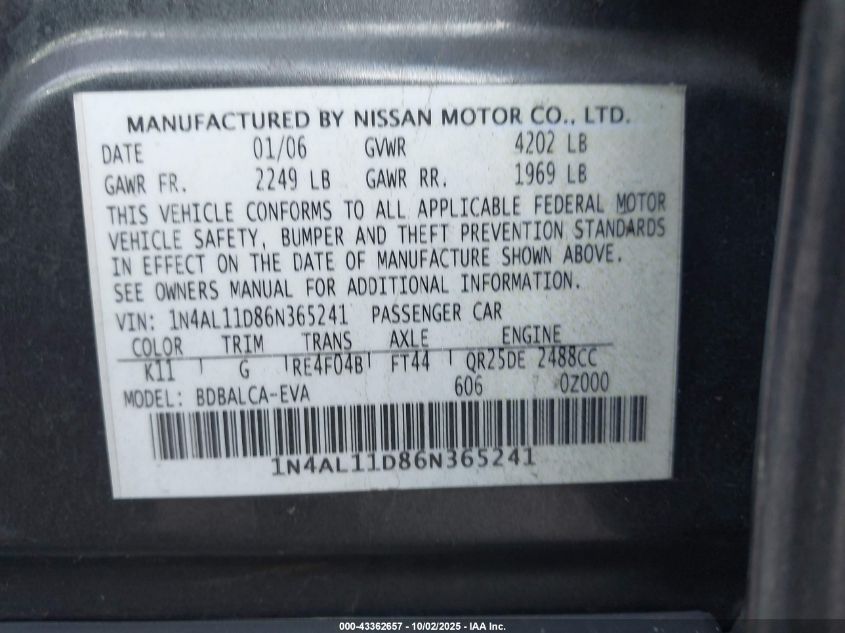 MANUFACTURED BY NISSAN MOTOR CO., LTD.
DATE 01/06 GVWR 4202 LB
GAWR FR. 2249 LB GAWR RR. 1969 LB
THIS VEHICLE CONFORMS TO ALL APPLICABLE FEDERAL MOTOR
VEHICLE SAFETY, BUMPER AND THEFT PREVENTION STANDARDS
IN EFFECT ON THE DATE OF MANUFACTURE SHOWN ABOVE.
SEE OWNERS MANUAL FOR ADDITIONAL INFORMATION.
VIN: 1N4AL11D86N365241 PASSENGER CAR
COLOR TRIM TRANS AXLE ENGINE
K11 G RE4F04B FT44 QR25DE 2488CC
MODEL: BDBALCA-EVA 606 7 0Z000
1N4AL11D86N365241
000-43362657 - 10/02/2025 - IAA Inc.